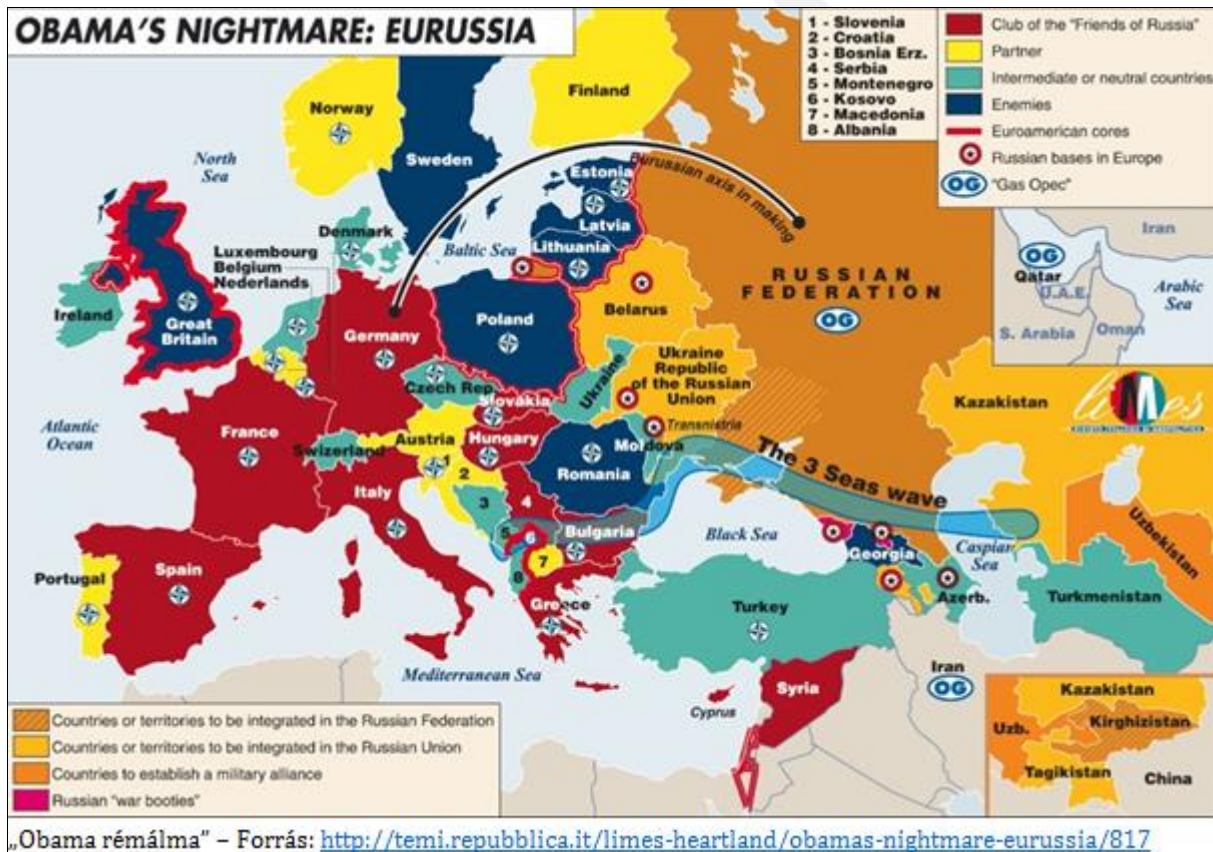 OBAMA'S NIGHTMARE: EURUSSIA
1 - Slovenia
2 - Croatia
3 - Bosnia Erz.
4 - Serbia
5 - Montenegro
6 - Kosovo
7 - Macedonia
8 - Albania
Club of the "Friends of Russia"
Partner
Intermediate or neutral countries
Enemies
Euroamerican cores
Russian bases in Europe
OG
"Gas Opec"
Norway
Finland
Sweden
North
Sea
Estonia
Latvia
Lithuania
Eurussian axis in making
Denmark
Baltic Sea
Luxembourg
Belgium
Nederlands
Ireland
Great
Britain
Germany
Poland
Belarus
RUSSIAN
FEDERATION
OG
Iran
OG
Qatar
U.A.E.
Arabic
Sea
S. Arabia
Oman
Czech Rep.
Slovakia
Ukraine
Ukraine
Republic
of the Russian
Union
Transnistria
Kazakistan
limes
Atlantic
Ocean
France
Swizerland
Austria
Hungary
Moldova
Romania
The 3 Seas wave
1
2
3
4
5
6
7
8
Italy
Bulgaria
Black Sea
Georgia
Caspian
Sea
Uzbekistan
Portugal
Spain
Greece
Turkey
Azerb.
Turkmenistan
Mediterranean Sea
Cyprus
Syria
Iran
OG
Kazakistan
Kirghizistan
Uzb.
Tagikistan
China
Countries or territories to be integrated in the Russian Federation
Countries or territories to be integrated in the Russian Union
Countries to establish a military alliance
Russian "war booties"
„Obama rémálma” – Forrás: http://temi.repubblica.it/limes-heartland/obamas-nightmare-eurussia/817